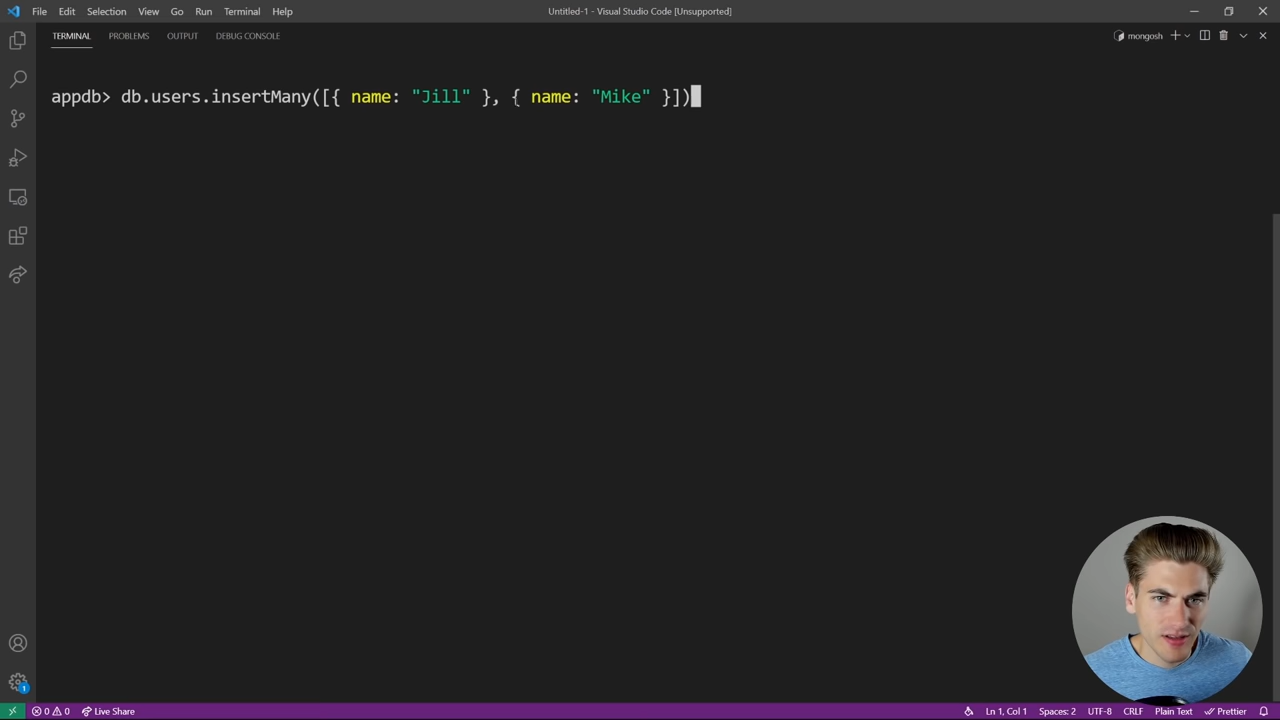 File Edit Selection View Go Run Terminal Help
Untitled-1 - Visual Studio Code [Unsupported]
TERMINAL PROBLEMS OUTPUT DEBUG CONSOLE
mongosh
appdb> db.users.insertMany([{ name: "Jill" }, { name: "Mike" }])
1
0 0 Live Share
Ln 1, Col 1 Spaces: 2 UTF-8 CRLF Plain Text Prettier